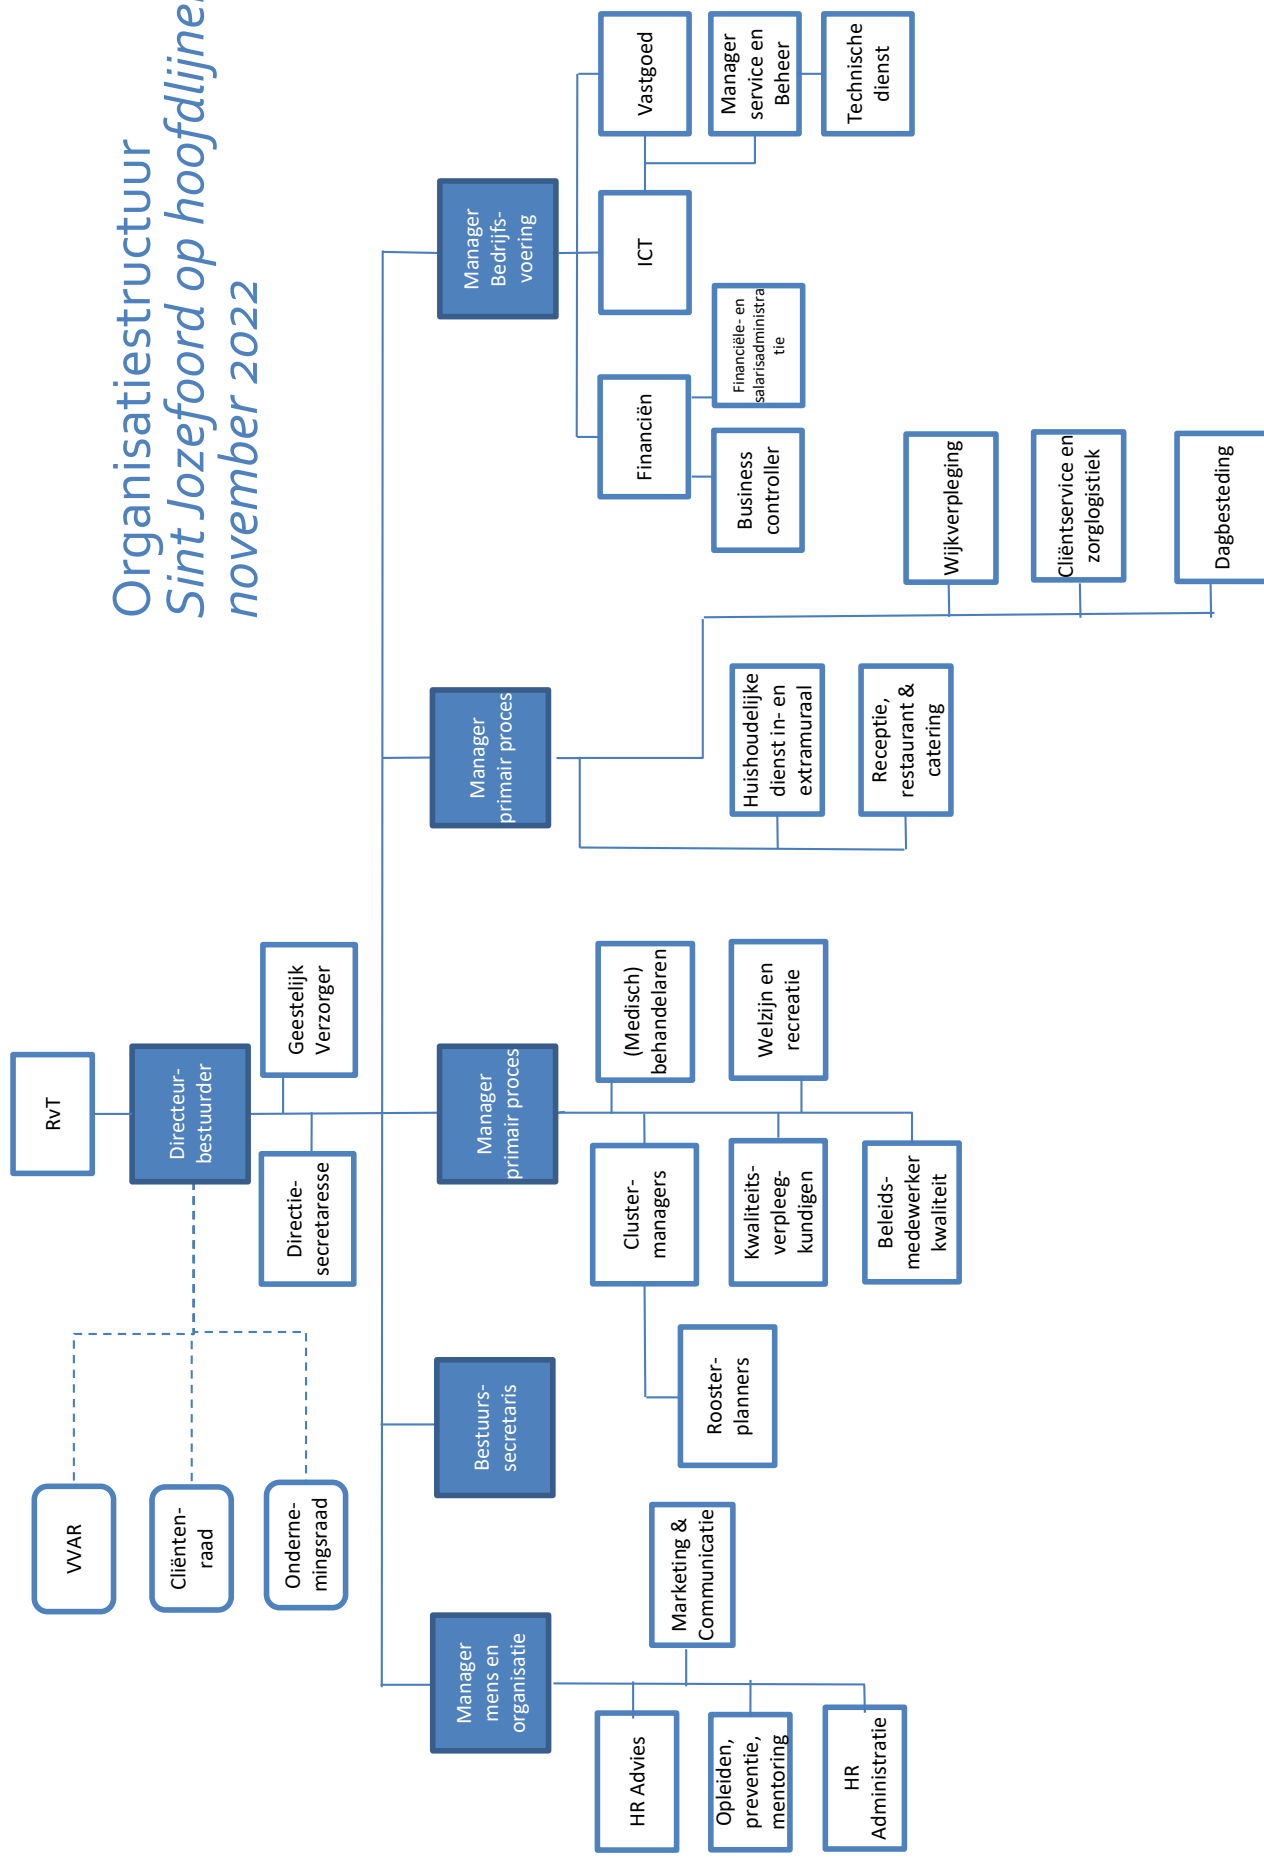 Organisatiestructuur
Sint Jozefoord op hoofdlijnen
november 2022
RvT
Directeur-
bestuurder
VVAR
Cliënten-
raad
Onderne-
mingsraad
Directie-
secretaresse
Geestelijk
Verzorger
Manager
mens en
organisatie
Bestuurs-
secretaris
Manager
primair proces
Manager
primair proces
Manager
Bedrijfs-
voering
HR Advies
Marketing &
Communicatie
Opleiden,
preventie,
mentoring
HR
Administratie
Cluster-
managers
(Medisch)
behandelaren
Rooster-
planners
Kwaliteits-
verpleeg-
kundigen
Welzijn en
recreatie
Beleids-
medewerker
kwaliteit
Huishoudelijke
dienst in- en
extramuraal
Receptie,
restaurant &
catering
Wijkverpleging
Cliëntservice en
zorglogistiek
Dagbesteding
Financiën
ICT
Vastgoed
Business
controller
Financiële- en
salarisadministra
tie
Manager
service en
Beheer
Technische
dienst